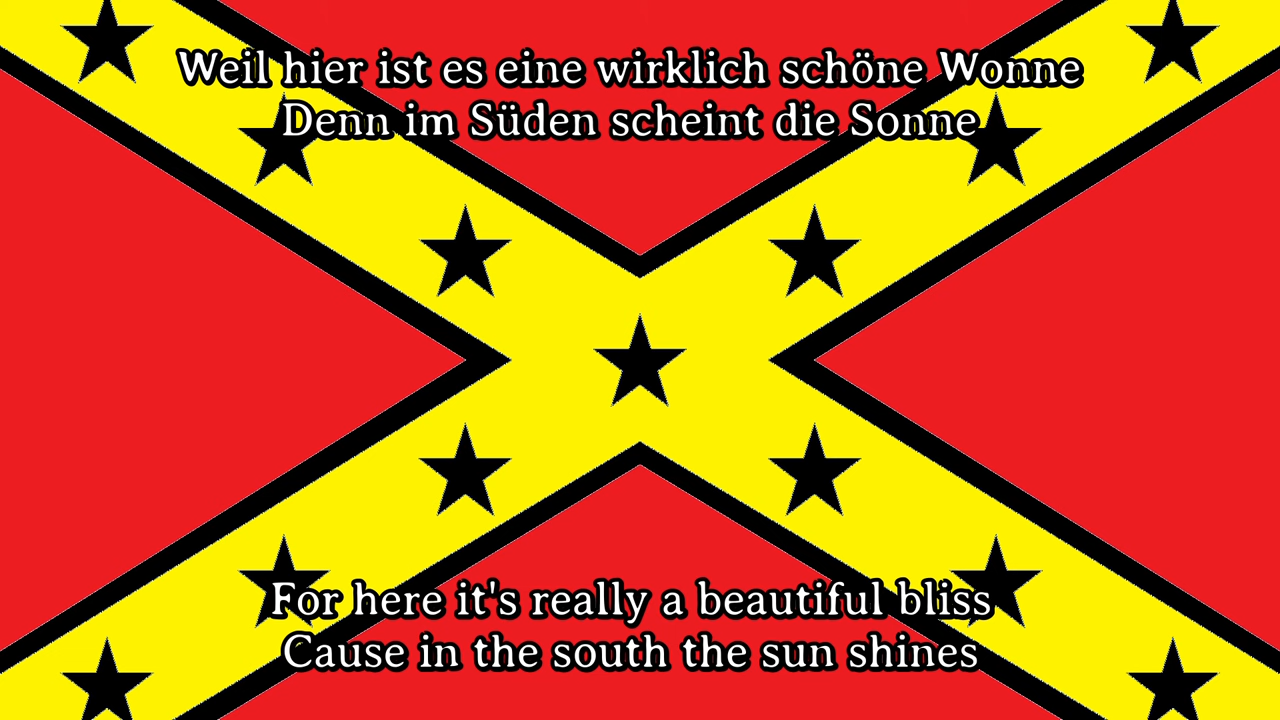 Weil hier ist es eine wirklich schöne Wonne
Denn im Süden scheint die Sonne
For here it's really a beautiful bliss
Cause in the south the sun shines